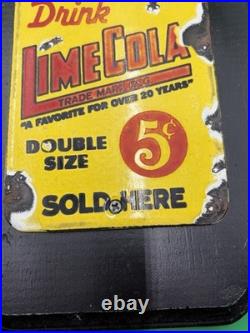 Drink
LIME COLA
TRADE MARK REG
"A FAVORITE FOR OVER 20 YEARS"
DOUBLE
SIZE
5¢
SOLD HERE